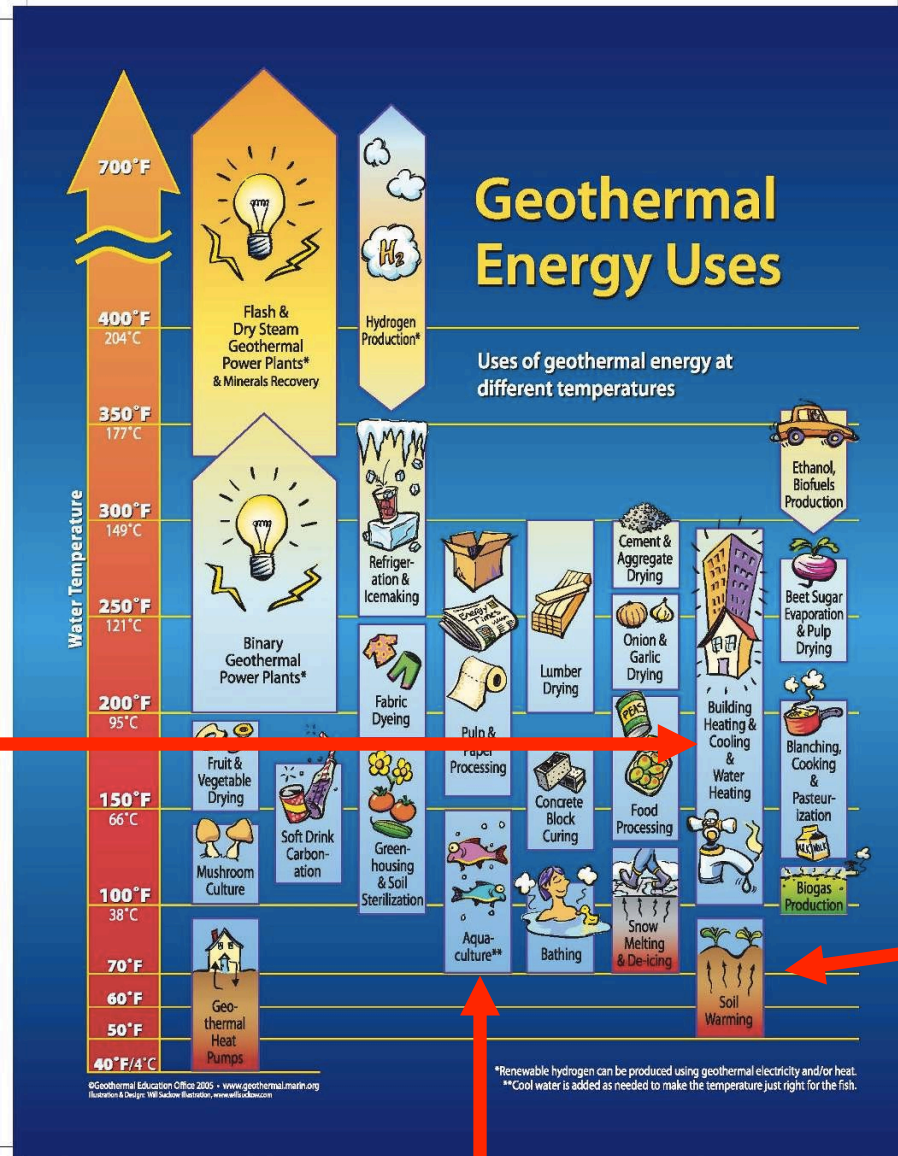 Geothermal
Energy Uses
Uses of geothermal energy at
different temperatures
Water Temperature
700°F
400°F
204°C
350°F
177°C
300°F
149°C
250°F
121°C
200°F
95°C
150°F
66°C
100°F
38°C
70°F
60°F
50°F
40°F/4°C
Flash &
Dry Steam
Geothermal
Power Plants*
& Minerals Recovery
H2
Hydrogen
Production*
Binary
Geothermal
Power Plants*
Refriger-
ation &
Icemaking
Ethanol,
Biofuels
Production
Cement &
Aggregate
Drying
Energy
Times
Pulp &
Paper
Processing
Lumber
Drying
Onion &
Garlic
Drying
Building
Heating &
Cooling
&
Water
Heating
Beet Sugar
Evaporation
& Pulp
Drying
Fabric
Dyeing
Fruit &
Vegetable
Drying
Soft Drink
Carbon-
ation
Green-
housing
& Soil
Sterilization
Concrete
Block
Curing
PEAS
Food
Processing
Blanching,
Cooking
&
Pasteur-
ization
MILK
Mushroom
Culture
Aqua-
culture**
Bathing
Snow
Melting
& De-icing
Biogas
Production
Geo-
thermal
Heat
Pumps
Soil
Warming
©Geothermal Education Office 2005 • www.geothermal.marin.org
Illustration & Design: Will Suckow Illustration, www.willsuckow.com
*Renewable hydrogen can be produced using geothermal electricity and/or heat.
**Cool water is added as needed to make the temperature just right for the fish.